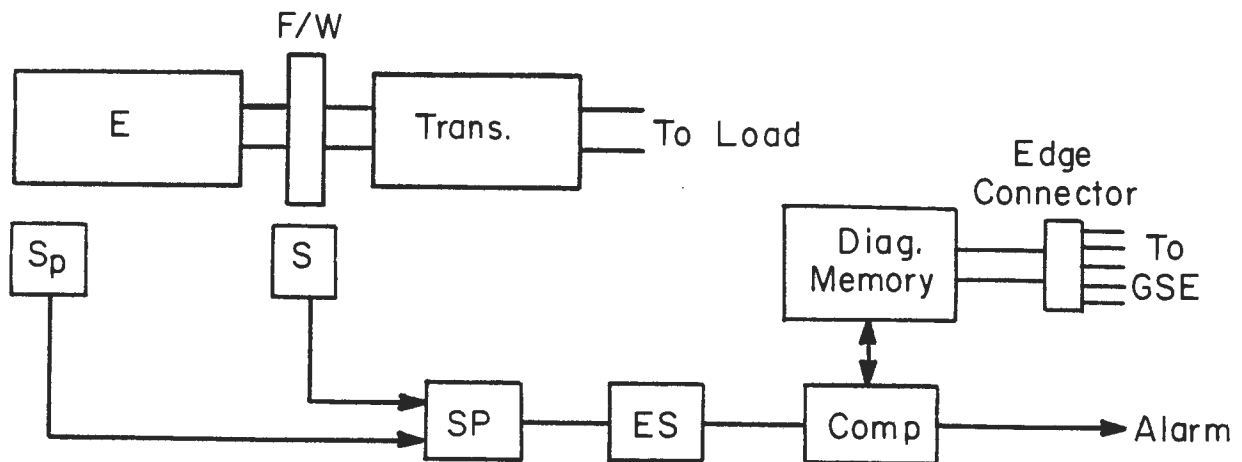 F/W
E
Trans.
To Load
Edge
Connector
Sp
S
Diag.
Memory
To
GSE
SP
ES
Comp
Alarm